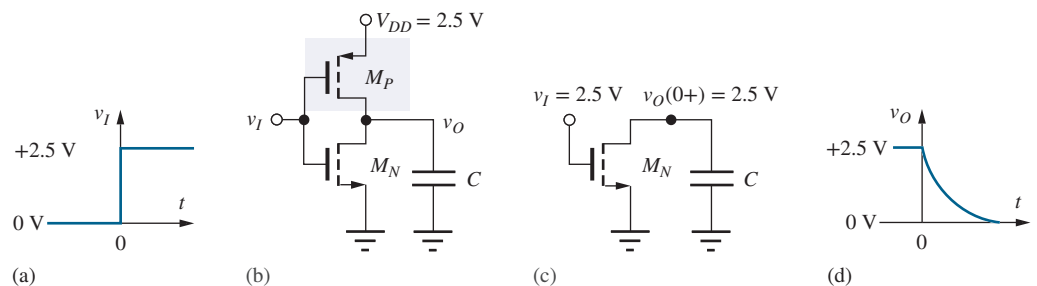 v_I
+2.5 V
0 V
t
0
(a)
V_DD = 2.5 V
M_P
v_I
v_O
M_N
C
(b)
v_I = 2.5 V
v_O(0+) = 2.5 V
M_N
C
(c)
v_O
+2.5 V
0 V
t
0
(d)